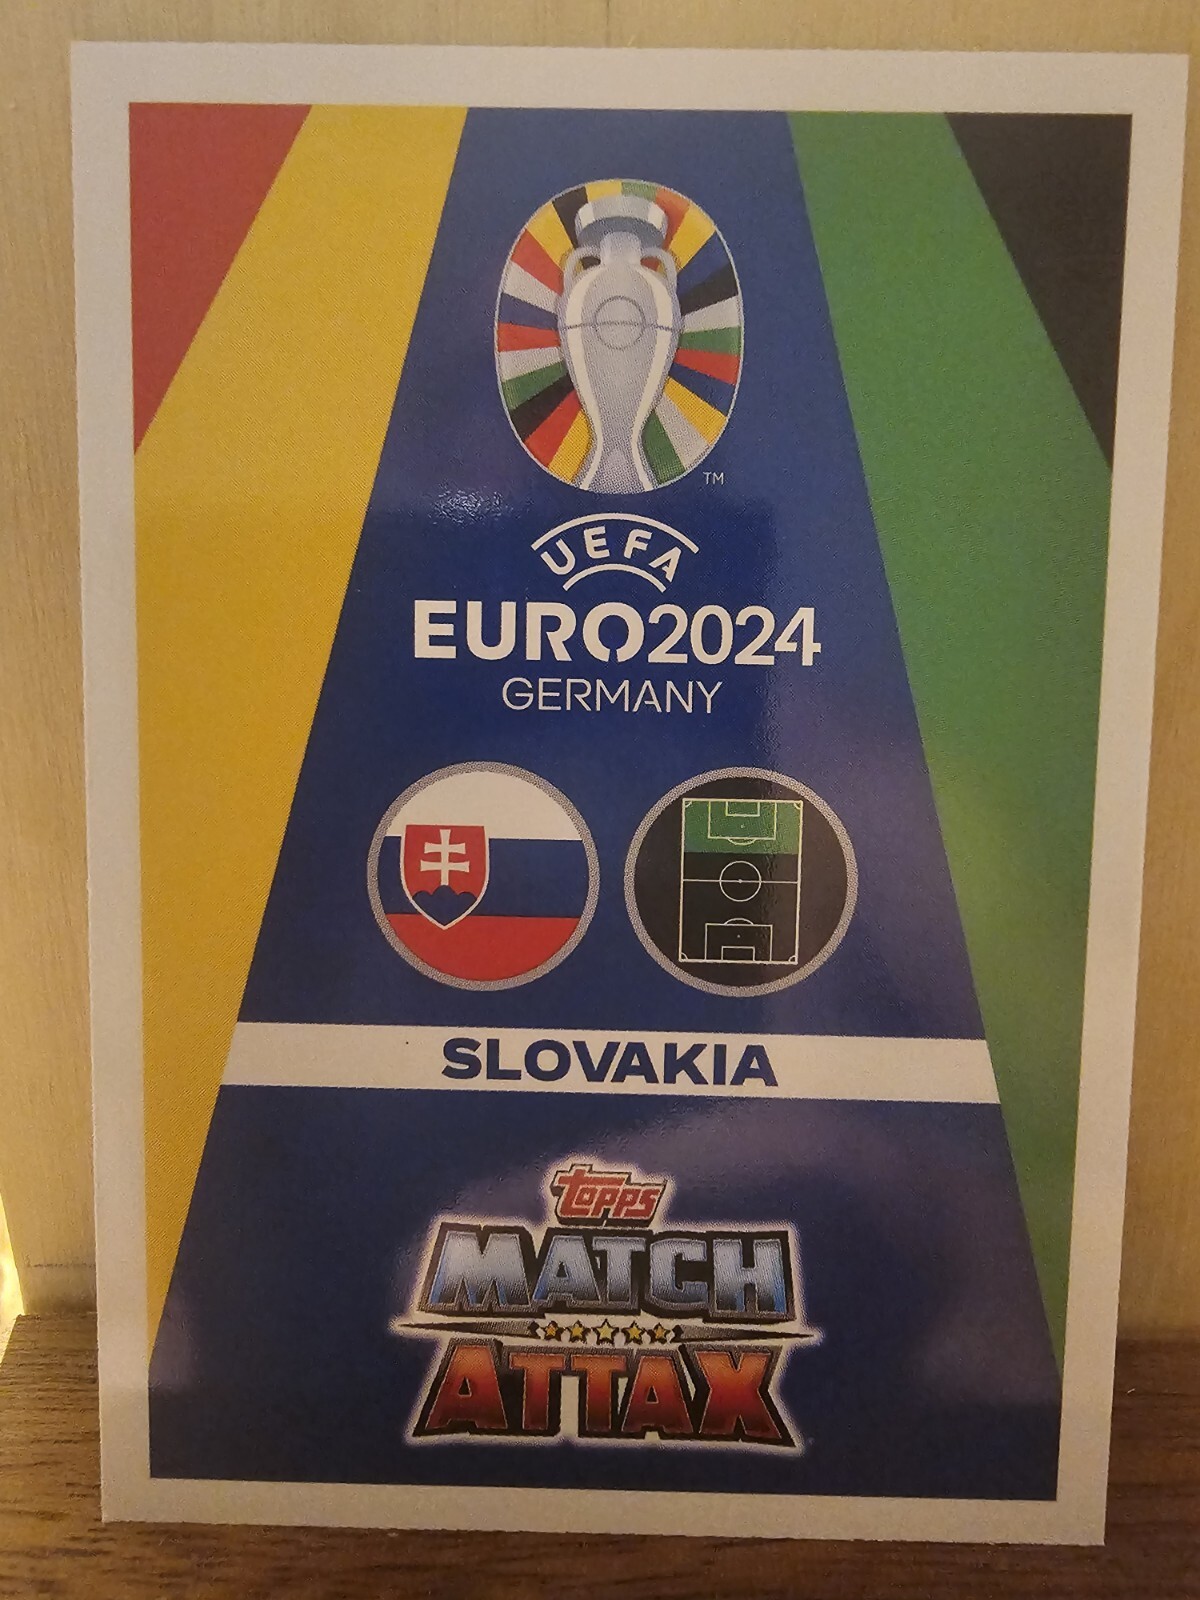 TM
UEFA
EURO2024
GERMANY
SLOVAKIA
topps
MATCH
ATTAX